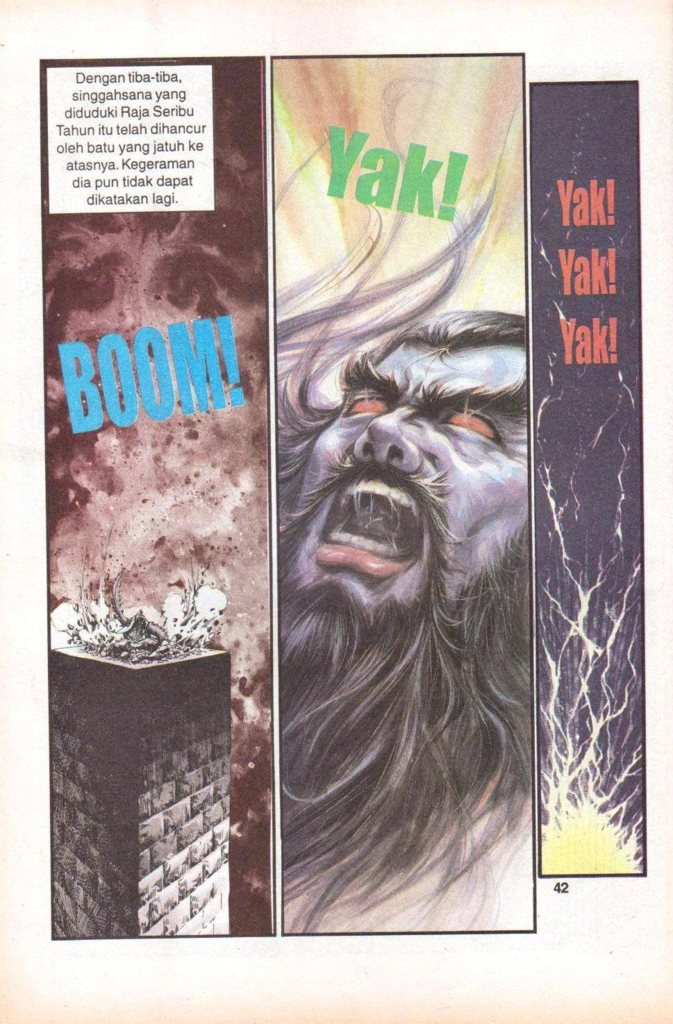 Dengan tiba-tiba,
singgahsana yang
diduduki Raja Seribu
Tahun itu telah dihancur
oleh batu yang jatuh ke
atasnya. Kegeraman
dia pun tidak dapat
dikatakan lagi.
BOOM!
Yak!
Yak!
Yak!
Yak!
42